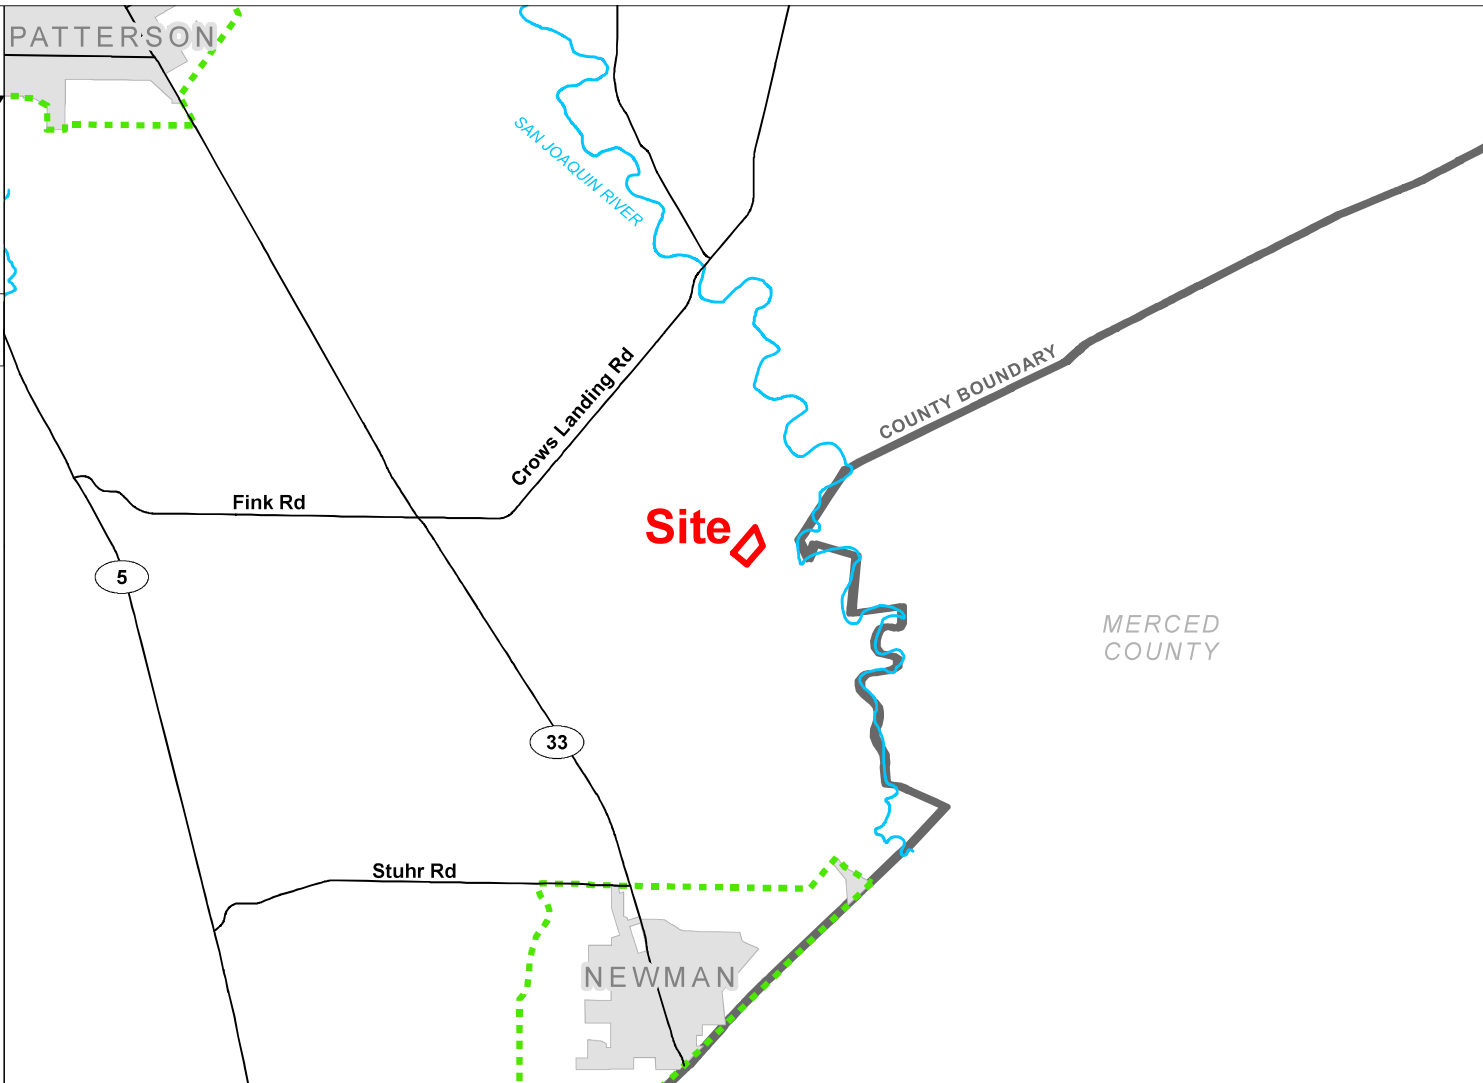 PATTERSON
SAN JOAQUIN RIVER
COUNTY BOUNDARY
Crows Landing Rd
Fink Rd
Site
5
MERCED
COUNTY
33
Stuhr Rd
NEWMAN